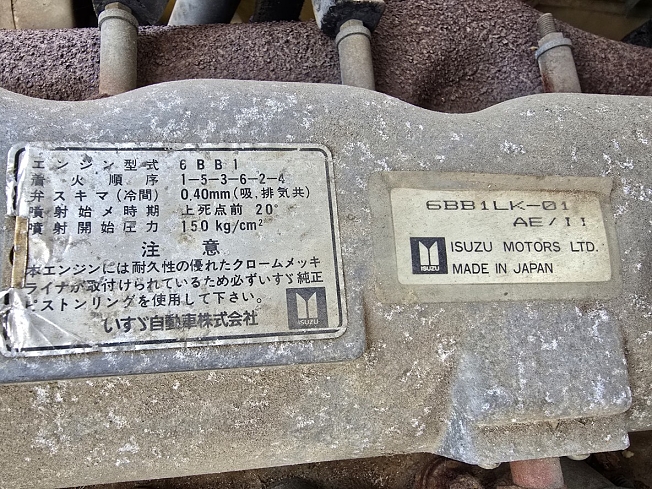 エンジン型式 6BB1
着火順序 1-5-3-6-2-4
弁スキマ(冷間) 0.40mm(吸、排気共)
噴射始メ時期 上死点前 20°
噴射開始圧力 150 kg/cm²
注意
本エンジンには耐久性の優れたクロームメッキ
ライナが取付けられているため必ずいすゞ純正
ピストンリングを使用して下さい。
いすゞ自動車株式会社
ISUZU
6BB1LK-01
AE/II
ISUZU MOTORS LTD.
MADE IN JAPAN
ISUZU